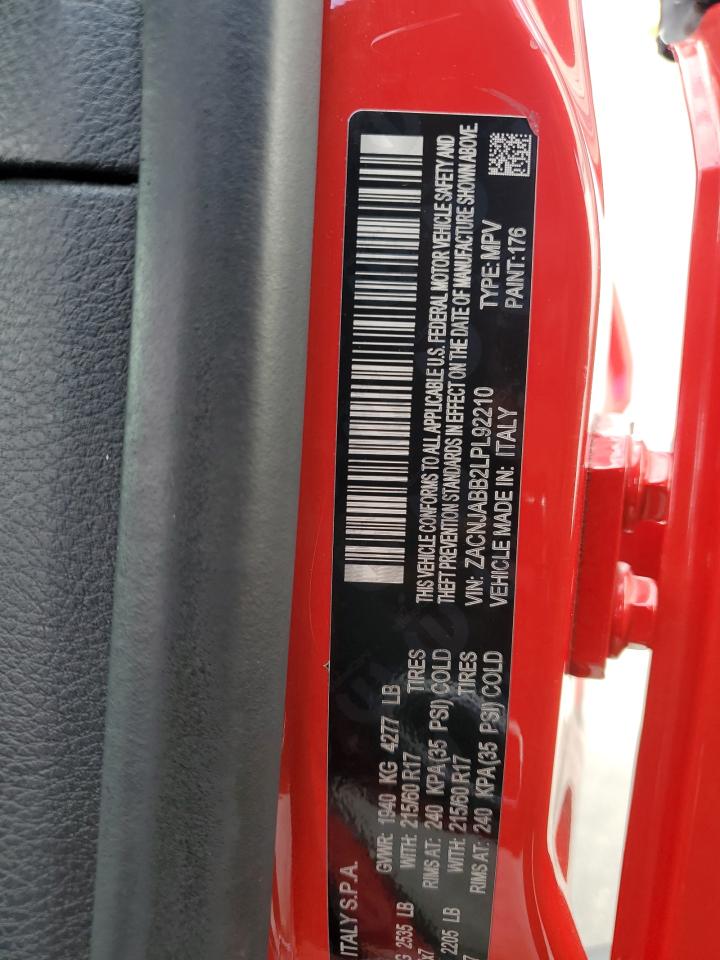 ITALY S.P.A.
GVWR: 1940 KG 4277 LB
G 2535 LB WITH: 215/60 R17 TIRES
x7 RIMS AT: 240 KPA(35 PSI) COLD
2205 LB WITH: 215/60 R17 TIRES
7 RIMS AT: 240 KPA(35 PSI) COLD
THIS VEHICLE CONFORMS TO ALL APPLICABLE U.S. FEDERAL MOTOR VEHICLE SAFETY AND
THEFT PREVENTION STANDARDS IN EFFECT ON THE DATE OF MANUFACTURE SHOWN ABOVE
VIN: ZACNJABB2LPL92210 TYPE: MPV
VEHICLE MADE IN: ITALY PAINT:176